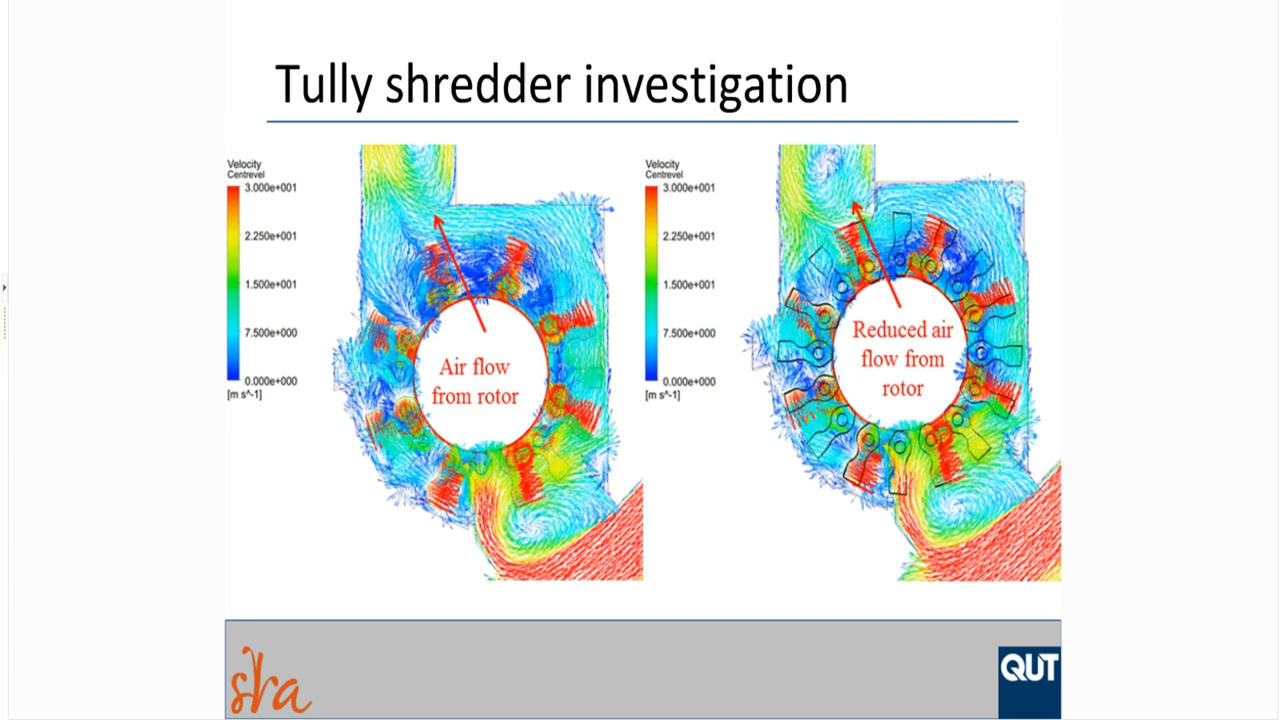 Tully shredder investigation
Velocity
Centrevel
3.000e+001
2.250e+001
1.500e+001
7.500e+000
0.000e+000
[m s^-1]
Air flow
from rotor
Velocity
Centrevel
3.000e+001
2.250e+001
1.500e+001
7.500e+000
0.000e+000
[m s^-1]
Reduced air
flow from
rotor
sra
QUT